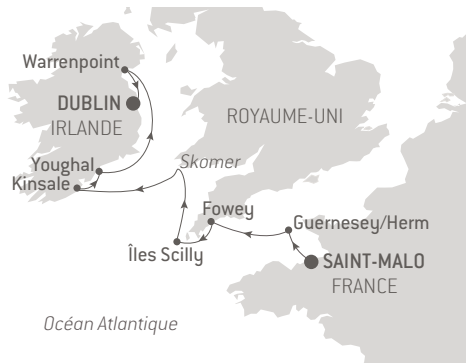 Warrenpoint
DUBLIN
IRLANDE
ROYAUME-UNI
Youghal
Kinsale
Skomer
Fowey
Guernesey/Herm
Îles Scilly
SAINT-MALO
FRANCE
Océan Atlantique